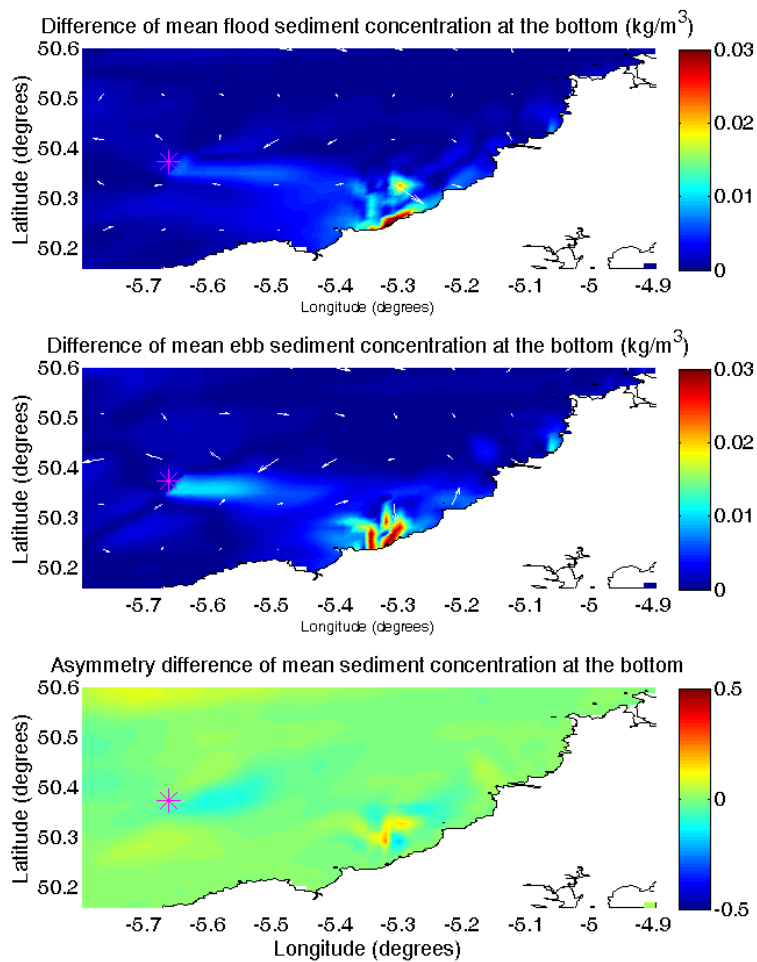 Difference of mean flood sediment concentration at the bottom (kg/m³)
50.6
50.5
50.4
50.3
50.2
Latitude (degrees)
-5.7 -5.6 -5.5 -5.4 -5.3 -5.2 -5.1 -5 -4.9
Longitude (degrees)
0.03
0.02
0.01
0
Difference of mean ebb sediment concentration at the bottom (kg/m³)
50.6
50.5
50.4
50.3
50.2
Latitude (degrees)
-5.7 -5.6 -5.5 -5.4 -5.3 -5.2 -5.1 -5 -4.9
Longitude (degrees)
0.03
0.02
0.01
0
Asymmetry difference of mean sediment concentration at the bottom
50.6
50.5
50.4
50.3
50.2
Latitude (degrees)
-5.7 -5.6 -5.5 -5.4 -5.3 -5.2 -5.1 -5 -4.9
Longitude (degrees)
0.5
0
-0.5